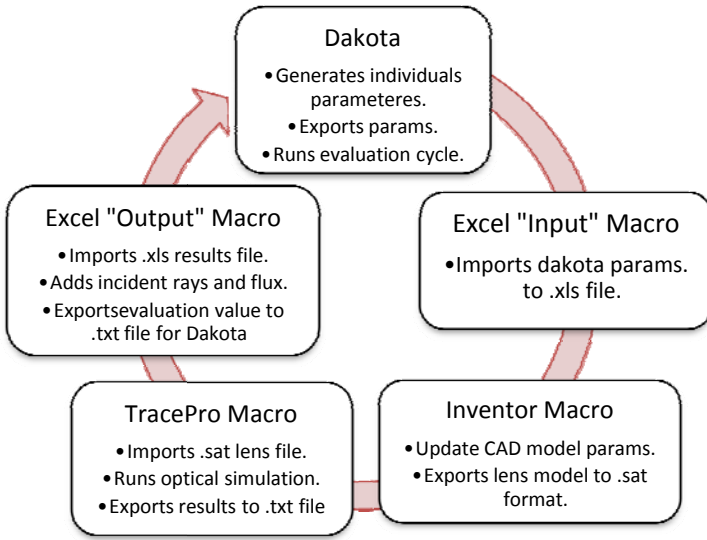 Dakota
•Generates individuals
parameteres.
•Exports params.
•Runs evaluation cycle.
Excel "Input" Macro
•Imports dakota params.
to .xls file.
Inventor Macro
•Update CAD model params.
•Exports lens model to .sat
format.
TracePro Macro
•Imports .sat lens file.
•Runs optical simulation.
•Exports results to .txt file
Excel "Output" Macro
•Imports .xls results file.
•Adds incident rays and flux.
•Exportsevaluation value to
.txt file for Dakota